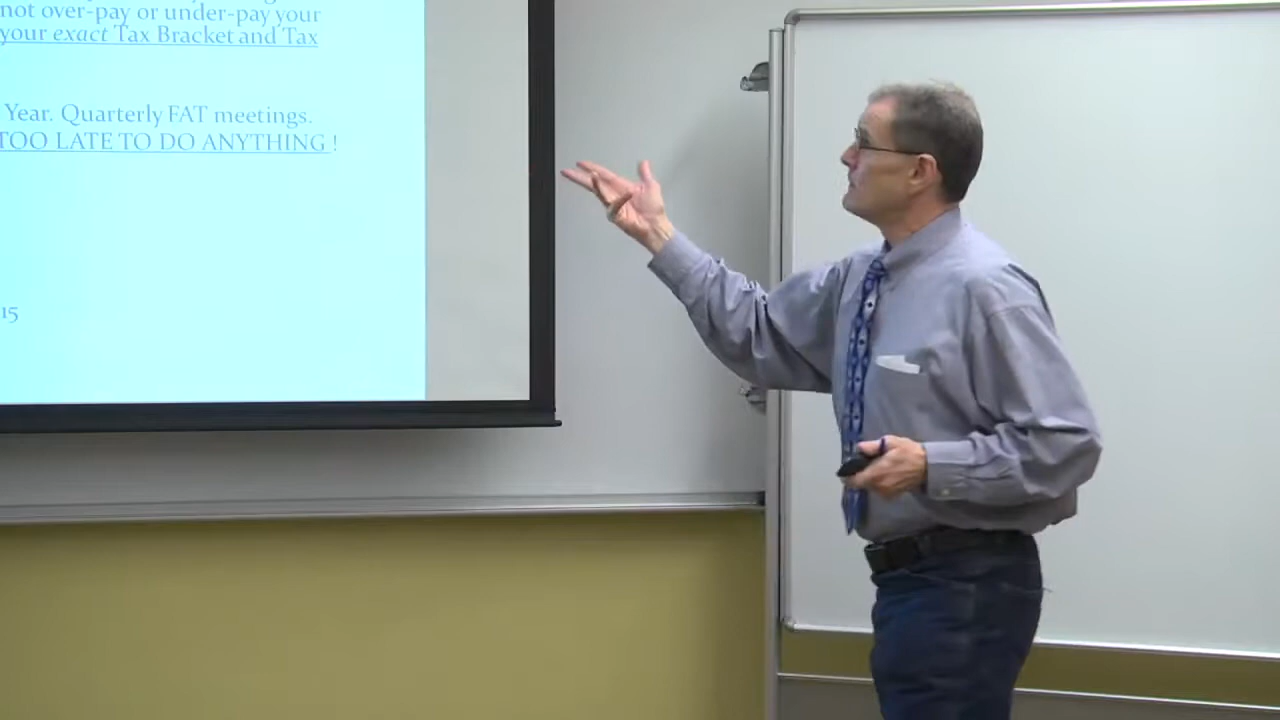 not over-pay or under-pay your
your exact Tax Bracket and Tax
Year. Quarterly FAT meetings.
TOO LATE TO DO ANYTHING !
15